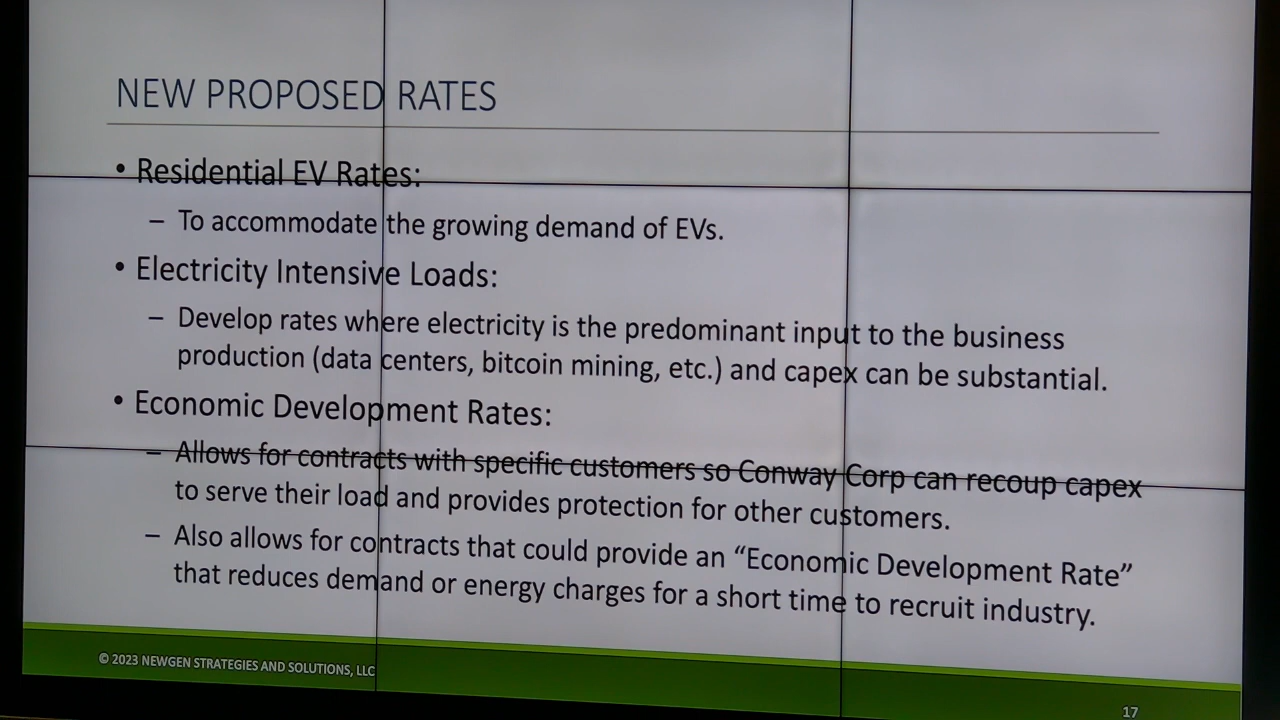 NEW PROPOSED RATES
• Residential EV Rates:
– To accommodate the growing demand of EVs.
• Electricity Intensive Loads:
– Develop rates where electricity is the predominant input to the business
production (data centers, bitcoin mining, etc.) and capex can be substantial.
• Economic Development Rates:
– Allows for contracts with specific customers so Conway Corp can recoup capex
to serve their load and provides protection for other customers.
– Also allows for contracts that could provide an “Economic Development Rate”
that reduces demand or energy charges for a short time to recruit industry.
© 2023 NEWGEN STRATEGIES AND SOLUTIONS, LLC
17